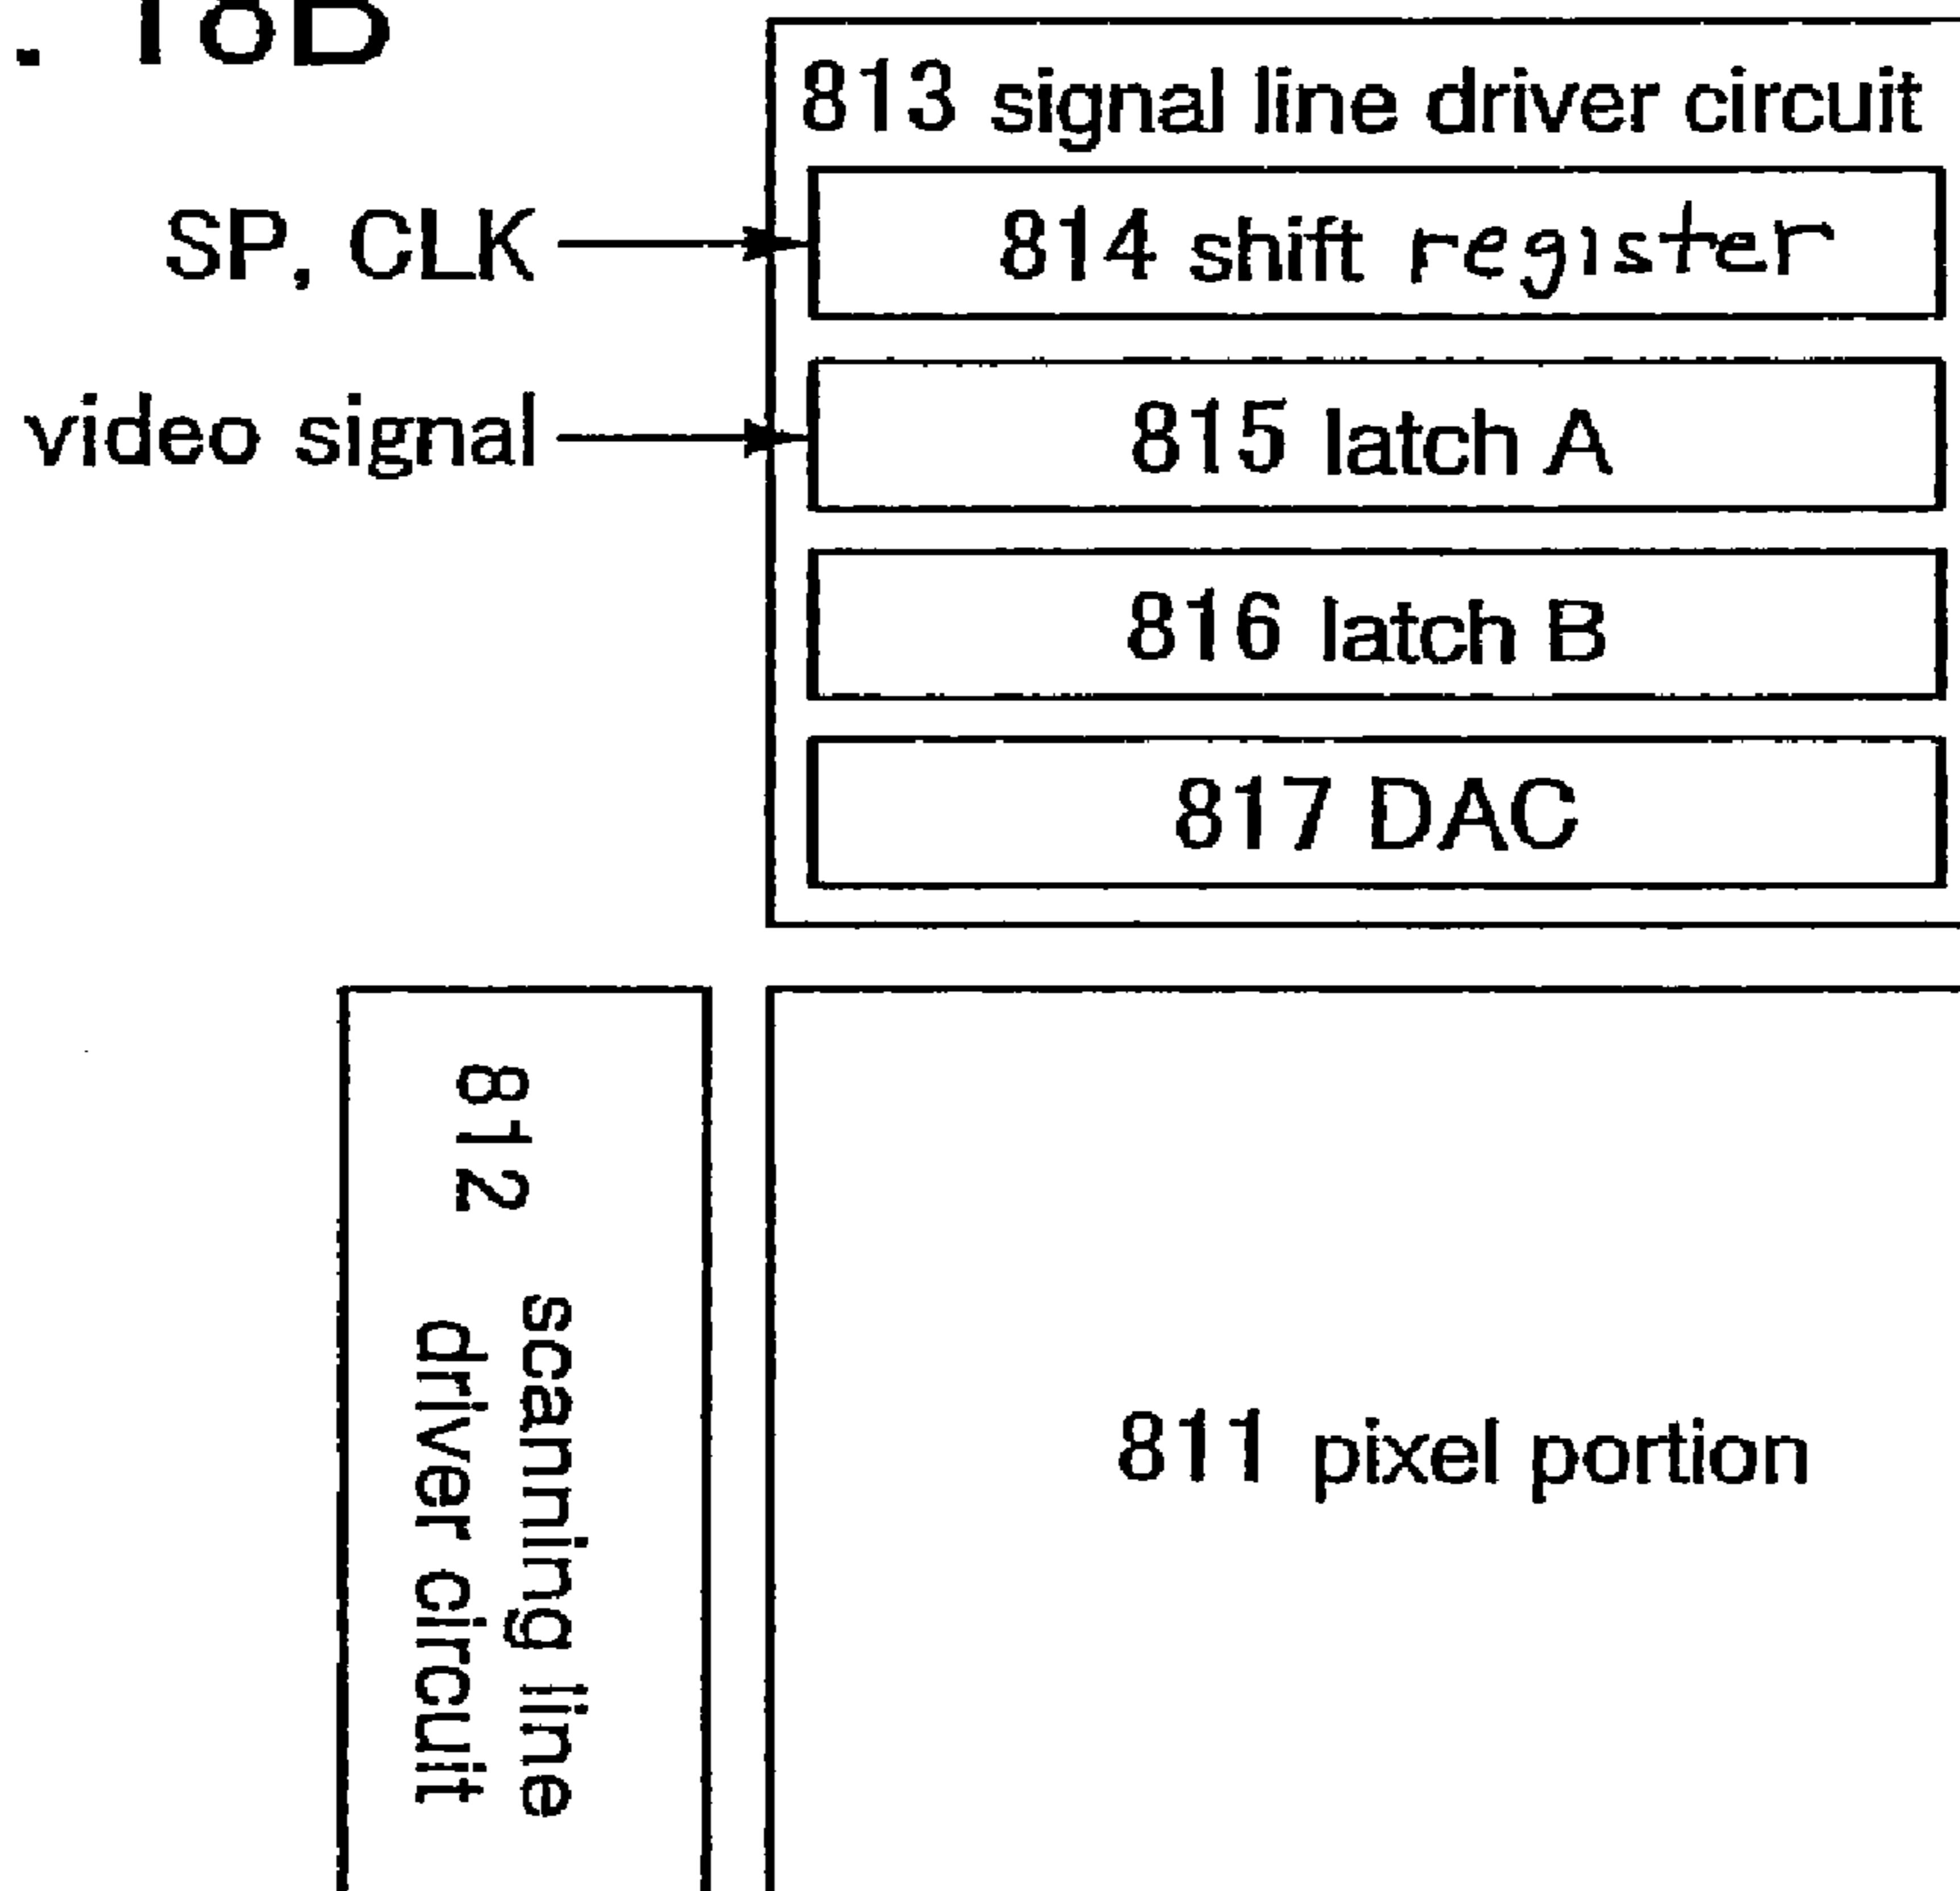 813 signal line driver circuit
SP, CLK
814 shift register
video signal
815 latch A
816 latch B
817 DAC
812 scanning line
driver circuit
811 pixel portion